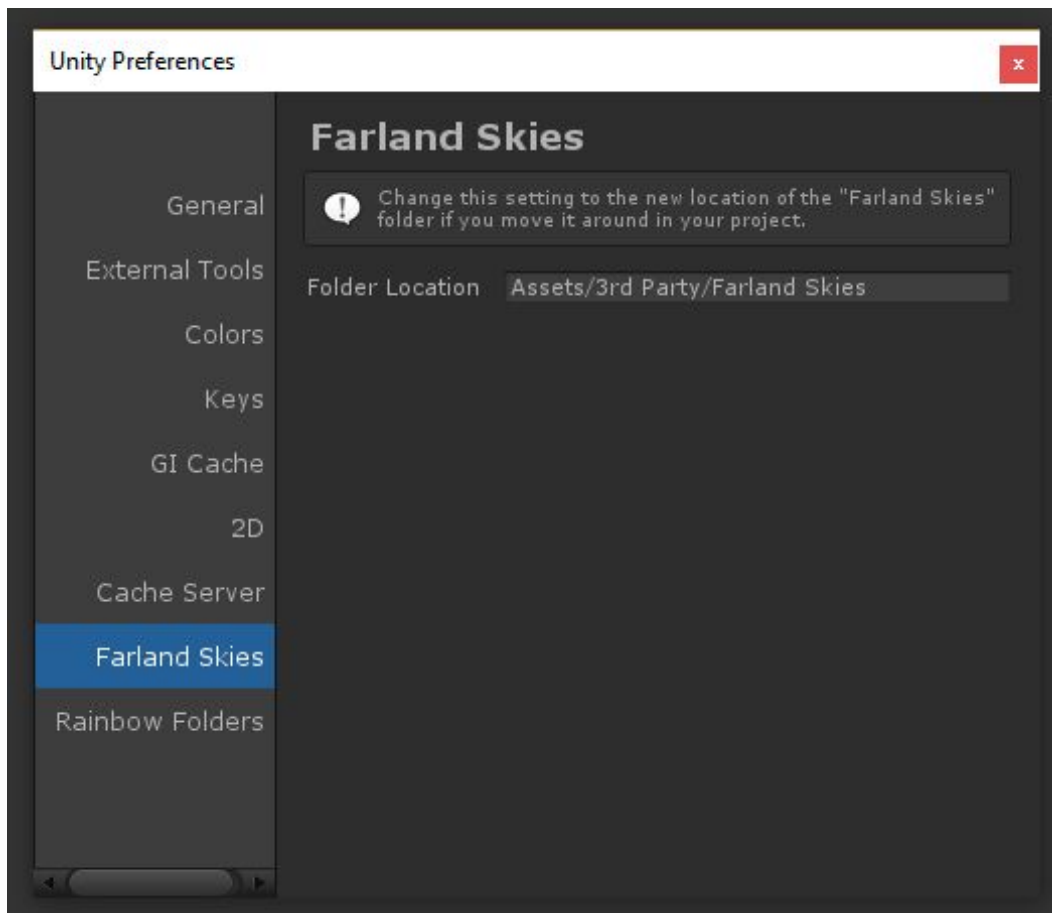 Unity Preferences
x
General
External Tools
Colors
Keys
GI Cache
2D
Cache Server
Farland Skies
Rainbow Folders
Farland Skies
Change this setting to the new location of the "Farland Skies"
folder if you move it around in your project.
Folder Location Assets/3rd Party/Farland Skies